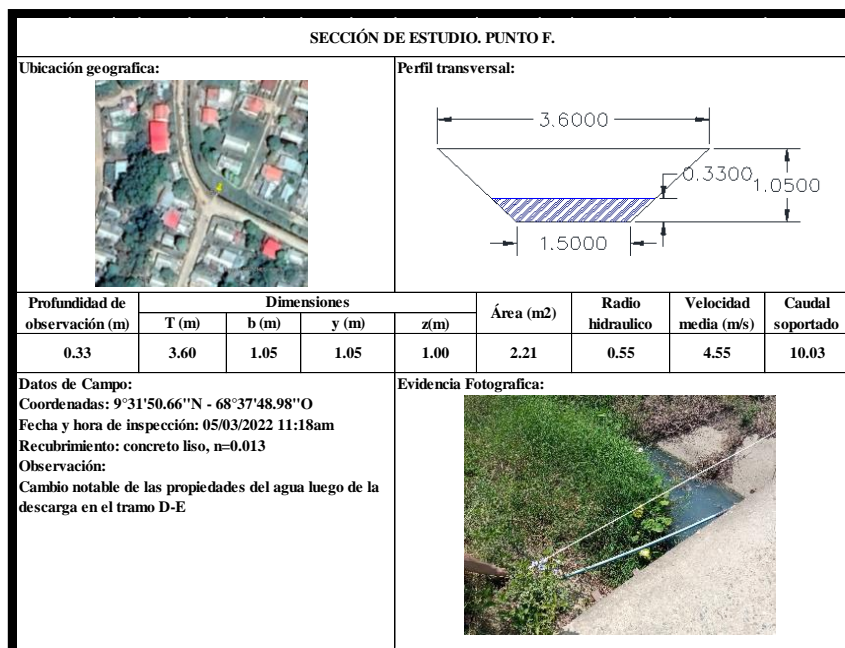 SECCIÓN DE ESTUDIO. PUNTO F.
Ubicación geografica:
Perfil transversal:
3.6000
0.3300
1.0500
1.5000
Profundidad de observación (m)
Dimensiones
T (m)
b (m)
y (m)
z(m)
Área (m2)
Radio hidraulico
Velocidad media (m/s)
Caudal soportado
0.33
3.60
1.05
1.05
1.00
2.21
0.55
4.55
10.03
Datos de Campo:
Coordenadas: 9°31'50.66"N - 68°37'48.98"O
Fecha y hora de inspección: 05/03/2022 11:18am
Recubrimiento: concreto liso, n=0.013
Observación:
Cambio notable de las propiedades del agua luego de la
descarga en el tramo D-E
Evidencia Fotografica: